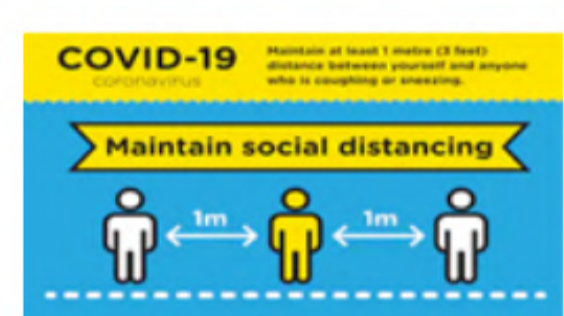 COVID-19
coronavirus
Maintain at least 1 metre (3 feet)
distance between yourself and anyone
who is coughing or sneezing.
Maintain social distancing
1m
1m